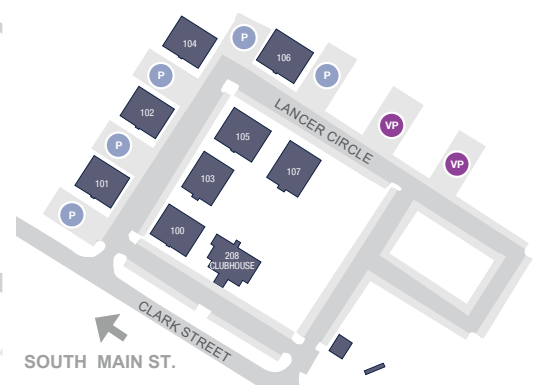 104
P
106
P
P
102
VP
LANCER CIRCLE
105
P
VP
107
101
103
P
100
208
CLUBHOUSE
CLARK STREET
SOUTH MAIN ST.